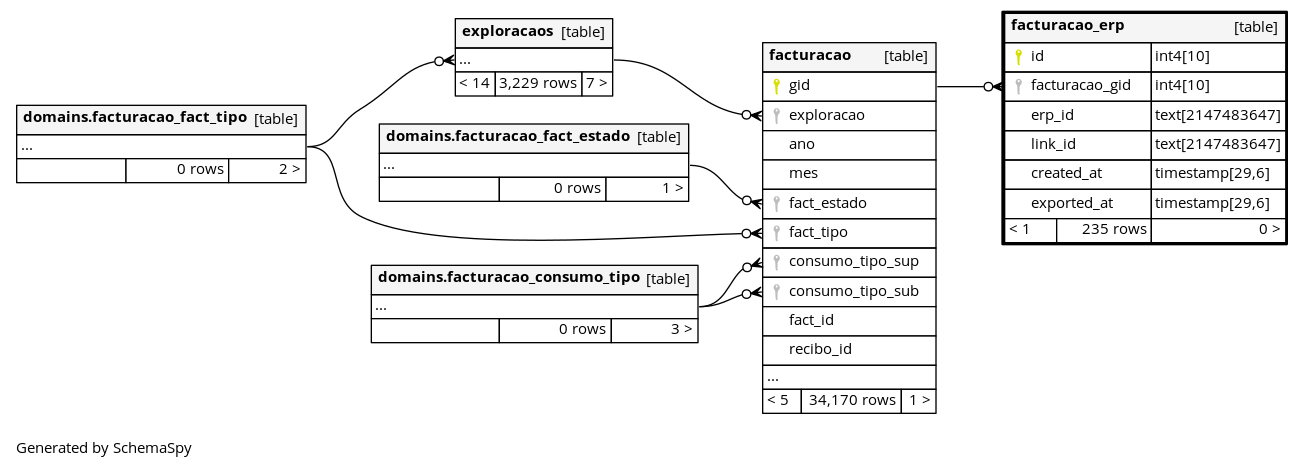 exploracaos [table]
...
< 14 3,229 rows 7 >
domains.facturacao_fact_tipo [table]
...
0 rows 2 >
domains.facturacao_fact_estado [table]
...
0 rows 1 >
domains.facturacao_consumo_tipo [table]
...
0 rows 3 >
facturacao [table]
gid
exploracao
ano
mes
fact_estado
fact_tipo
consumo_tipo_sup
consumo_tipo_sub
fact_id
recibo_id
...
< 5 34,170 rows 1 >
facturacao_erp [table]
id int4[10]
facturacao_gid int4[10]
erp_id text[2147483647]
link_id text[2147483647]
created_at timestamp[29,6]
exported_at timestamp[29,6]
< 1 235 rows 0 >
Generated by SchemaSpy